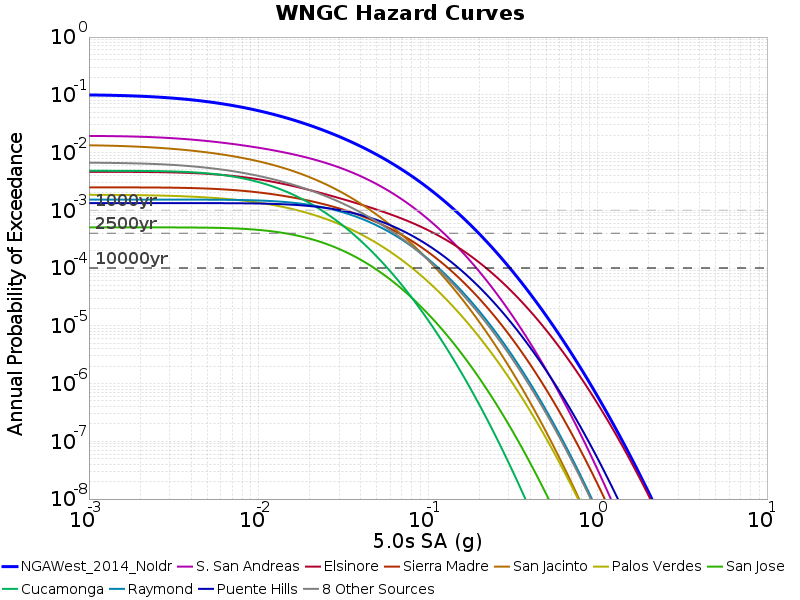 WNGC Hazard Curves
Annual Probability of Exceedance
10^0
10^-1
10^-2
10^-3
10^-4
10^-5
10^-6
10^-7
10^-8
1000yr
2500yr
10000yr
10^-3 10^-2 10^-1 10^0 10^1
5.0s SA (g)
NGAWest_2014_NoIdr S. San Andreas Elsinore Sierra Madre San Jacinto Palos Verdes San Jose
Cucamonga Raymond Puente Hills 8 Other Sources